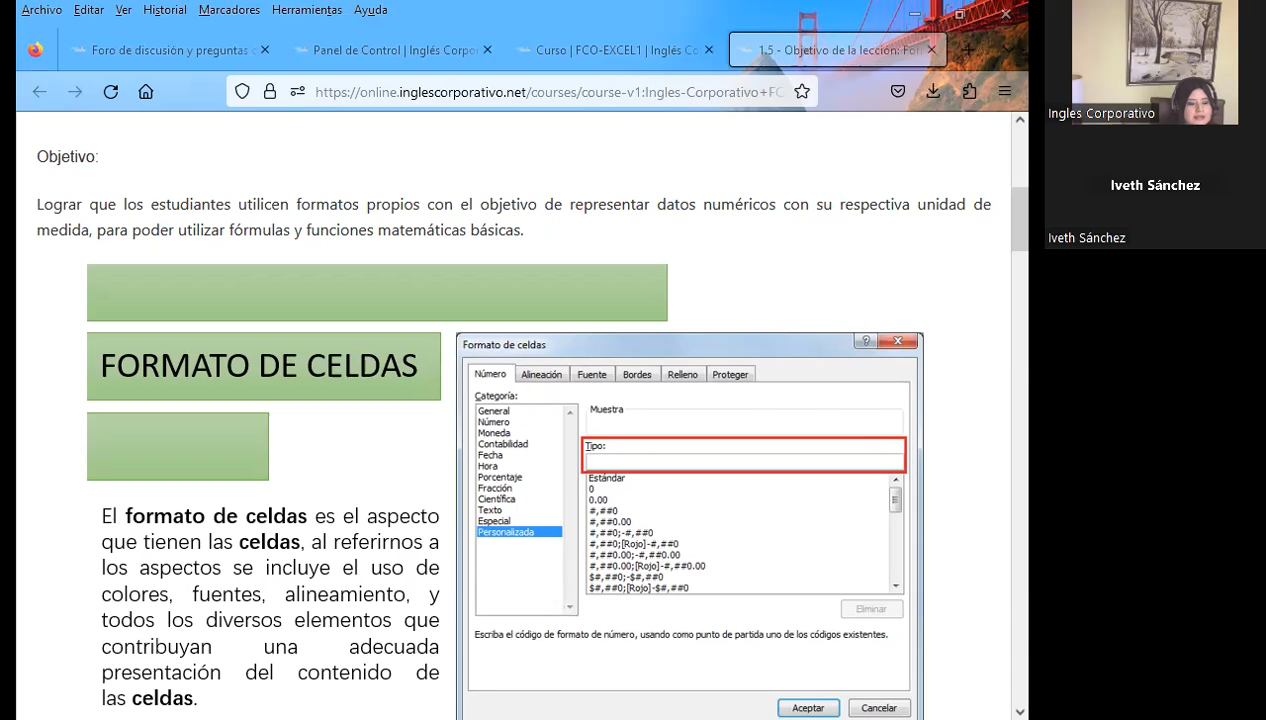 Archivo Editar Ver Historial Marcadores Herramientas Ayuda
Foro de discusión y preguntas c
Panel de Control | Inglés Corpor
Curso | FCO-EXCEL1 | Inglés Co
1.5 - Objetivo de la lección: For
https://online.inglescorporativo.net/courses/course-v1:Ingles-Corporativo+FC
Objetivo:
Lograr que los estudiantes utilicen formatos propios con el objetivo de representar datos numéricos con su respectiva unidad de
medida, para poder utilizar fórmulas y funciones matemáticas básicas.
FORMATO DE CELDAS
El formato de celdas es el aspecto
que tienen las celdas, al referirnos a
los aspectos se incluye el uso de
colores, fuentes, alineamiento, y
todos los diversos elementos que
contribuyan una adecuada
presentación del contenido de
las celdas.
Formato de celdas
Número Alineación Fuente Bordes Relleno Proteger
Categoría:
General
Número
Moneda
Contabilidad
Fecha
Hora
Porcentaje
Fracción
Científica
Texto
Especial
Personalizada
Muestra
Tipo:
Estándar
0
0.00
#,##0
#,##0.00
#,##0;-#,##0
#,##0;[Rojo]-#,##0
#,##0.00;-#,##0.00
#,##0.00;[Rojo]-#,##0.00
$#,##0;-$#,##0
$#,##0;[Rojo]-$#,##0
Eliminar
Escriba el código de formato de número, usando como punto de partida uno de los códigos existentes.
Aceptar Cancelar
Ingles Corporativo
Iveth Sánchez
Iveth Sánchez